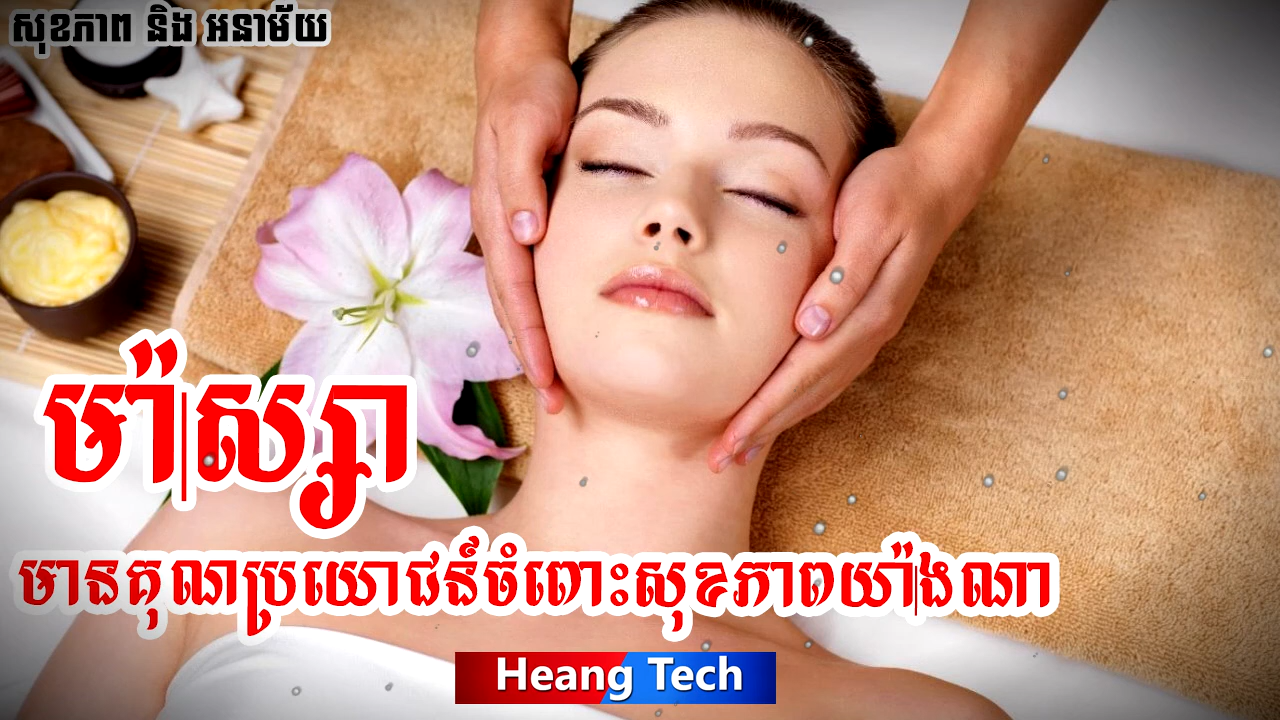 សុខភាព និង អនាម័យ
ម៉ាស្សា
មានគុណប្រយោជន៍ចំពោះសុខភាពយ៉ាងណា
Heang Tech